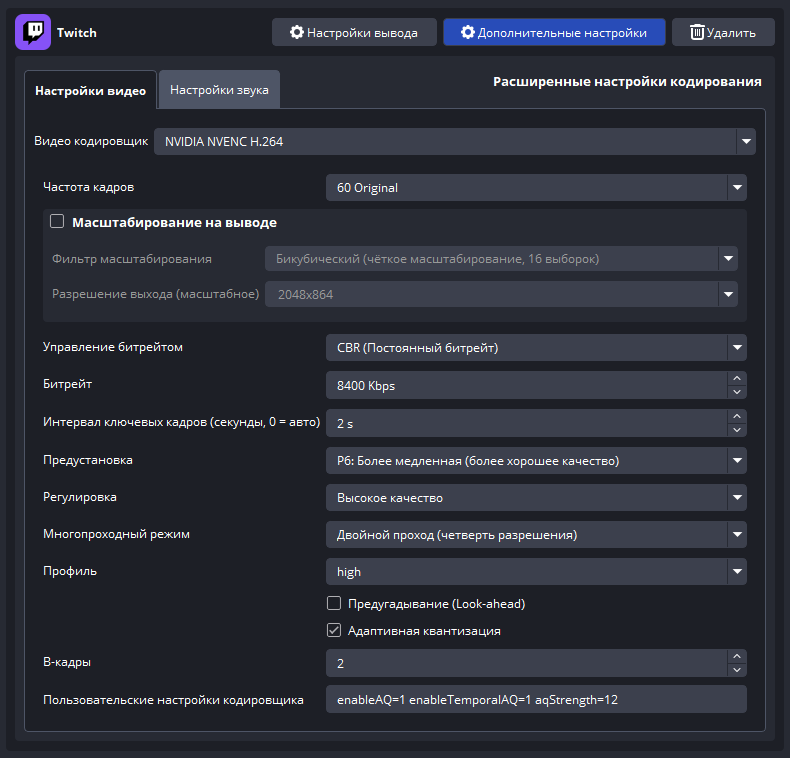 Twitch
Настройки вывода
Дополнительные настройки
Удалить
Настройки видео
Настройки звука
Расширенные настройки кодирования
Видео кодировщик
NVIDIA NVENC H.264
Частота кадров
60 Original
Масштабирование на выводе
Фильтр масштабирования
Бикубический (чёткое масштабирование, 16 выборок)
Разрешение выхода (масштабное)
2048x864
Управление битрейтом
CBR (Постоянный битрейт)
Битрейт
8400 Kbps
Интервал ключевых кадров (секунды, 0 = авто)
2 s
Предустановка
P6: Более медленная (более хорошее качество)
Регулировка
Высокое качество
Многопроходный режим
Двойной проход (четверть разрешения)
Профиль
high
Предугадывание (Look-ahead)
Адаптивная квантизация
B-кадры
2
Пользовательские настройки кодировщика
enableAQ=1 enableTemporalAQ=1 aqStrength=12